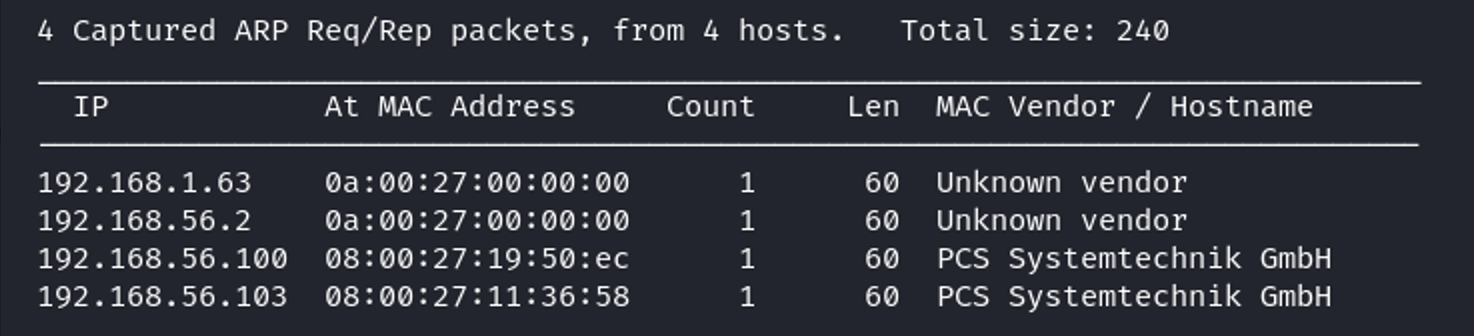 4 Captured ARP Req/Rep packets, from 4 hosts.   Total size: 240
IP            At MAC Address     Count     Len  MAC Vendor / Hostname
192.168.1.63    0a:00:27:00:00:00      1      60  Unknown vendor
192.168.56.2    0a:00:27:00:00:00      1      60  Unknown vendor
192.168.56.100  08:00:27:19:50:ec      1      60  PCS Systemtechnik GmbH
192.168.56.103  08:00:27:11:36:58      1      60  PCS Systemtechnik GmbH